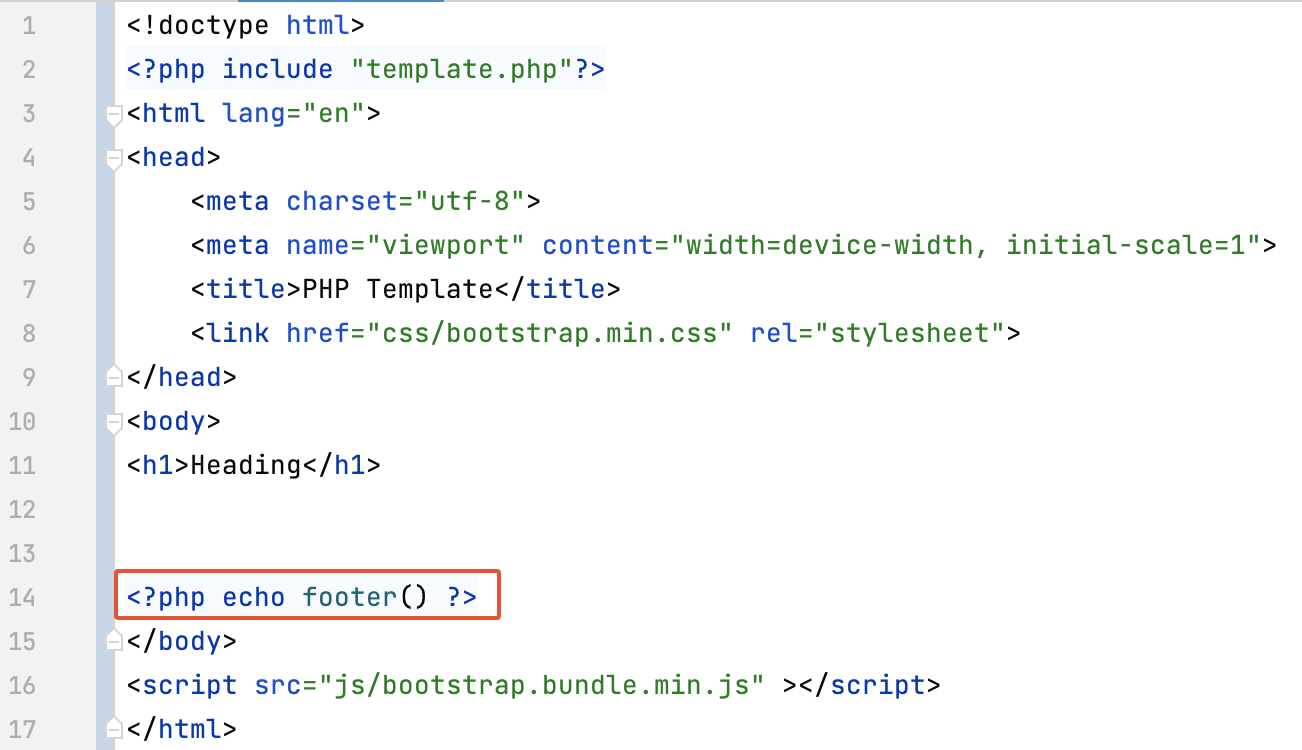 1 <!doctype html>
2 <?php include "template.php"?>
3 <html lang="en">
4 <head>
5     <meta charset="utf-8">
6     <meta name="viewport" content="width=device-width, initial-scale=1">
7     <title>PHP Template</title>
8     <link href="css/bootstrap.min.css" rel="stylesheet">
9 </head>
10 <body>
11 <h1>Heading</h1>
12
13
14 <?php echo footer() ?>
15 </body>
16 <script src="js/bootstrap.bundle.min.js" ></script>
17 </html>